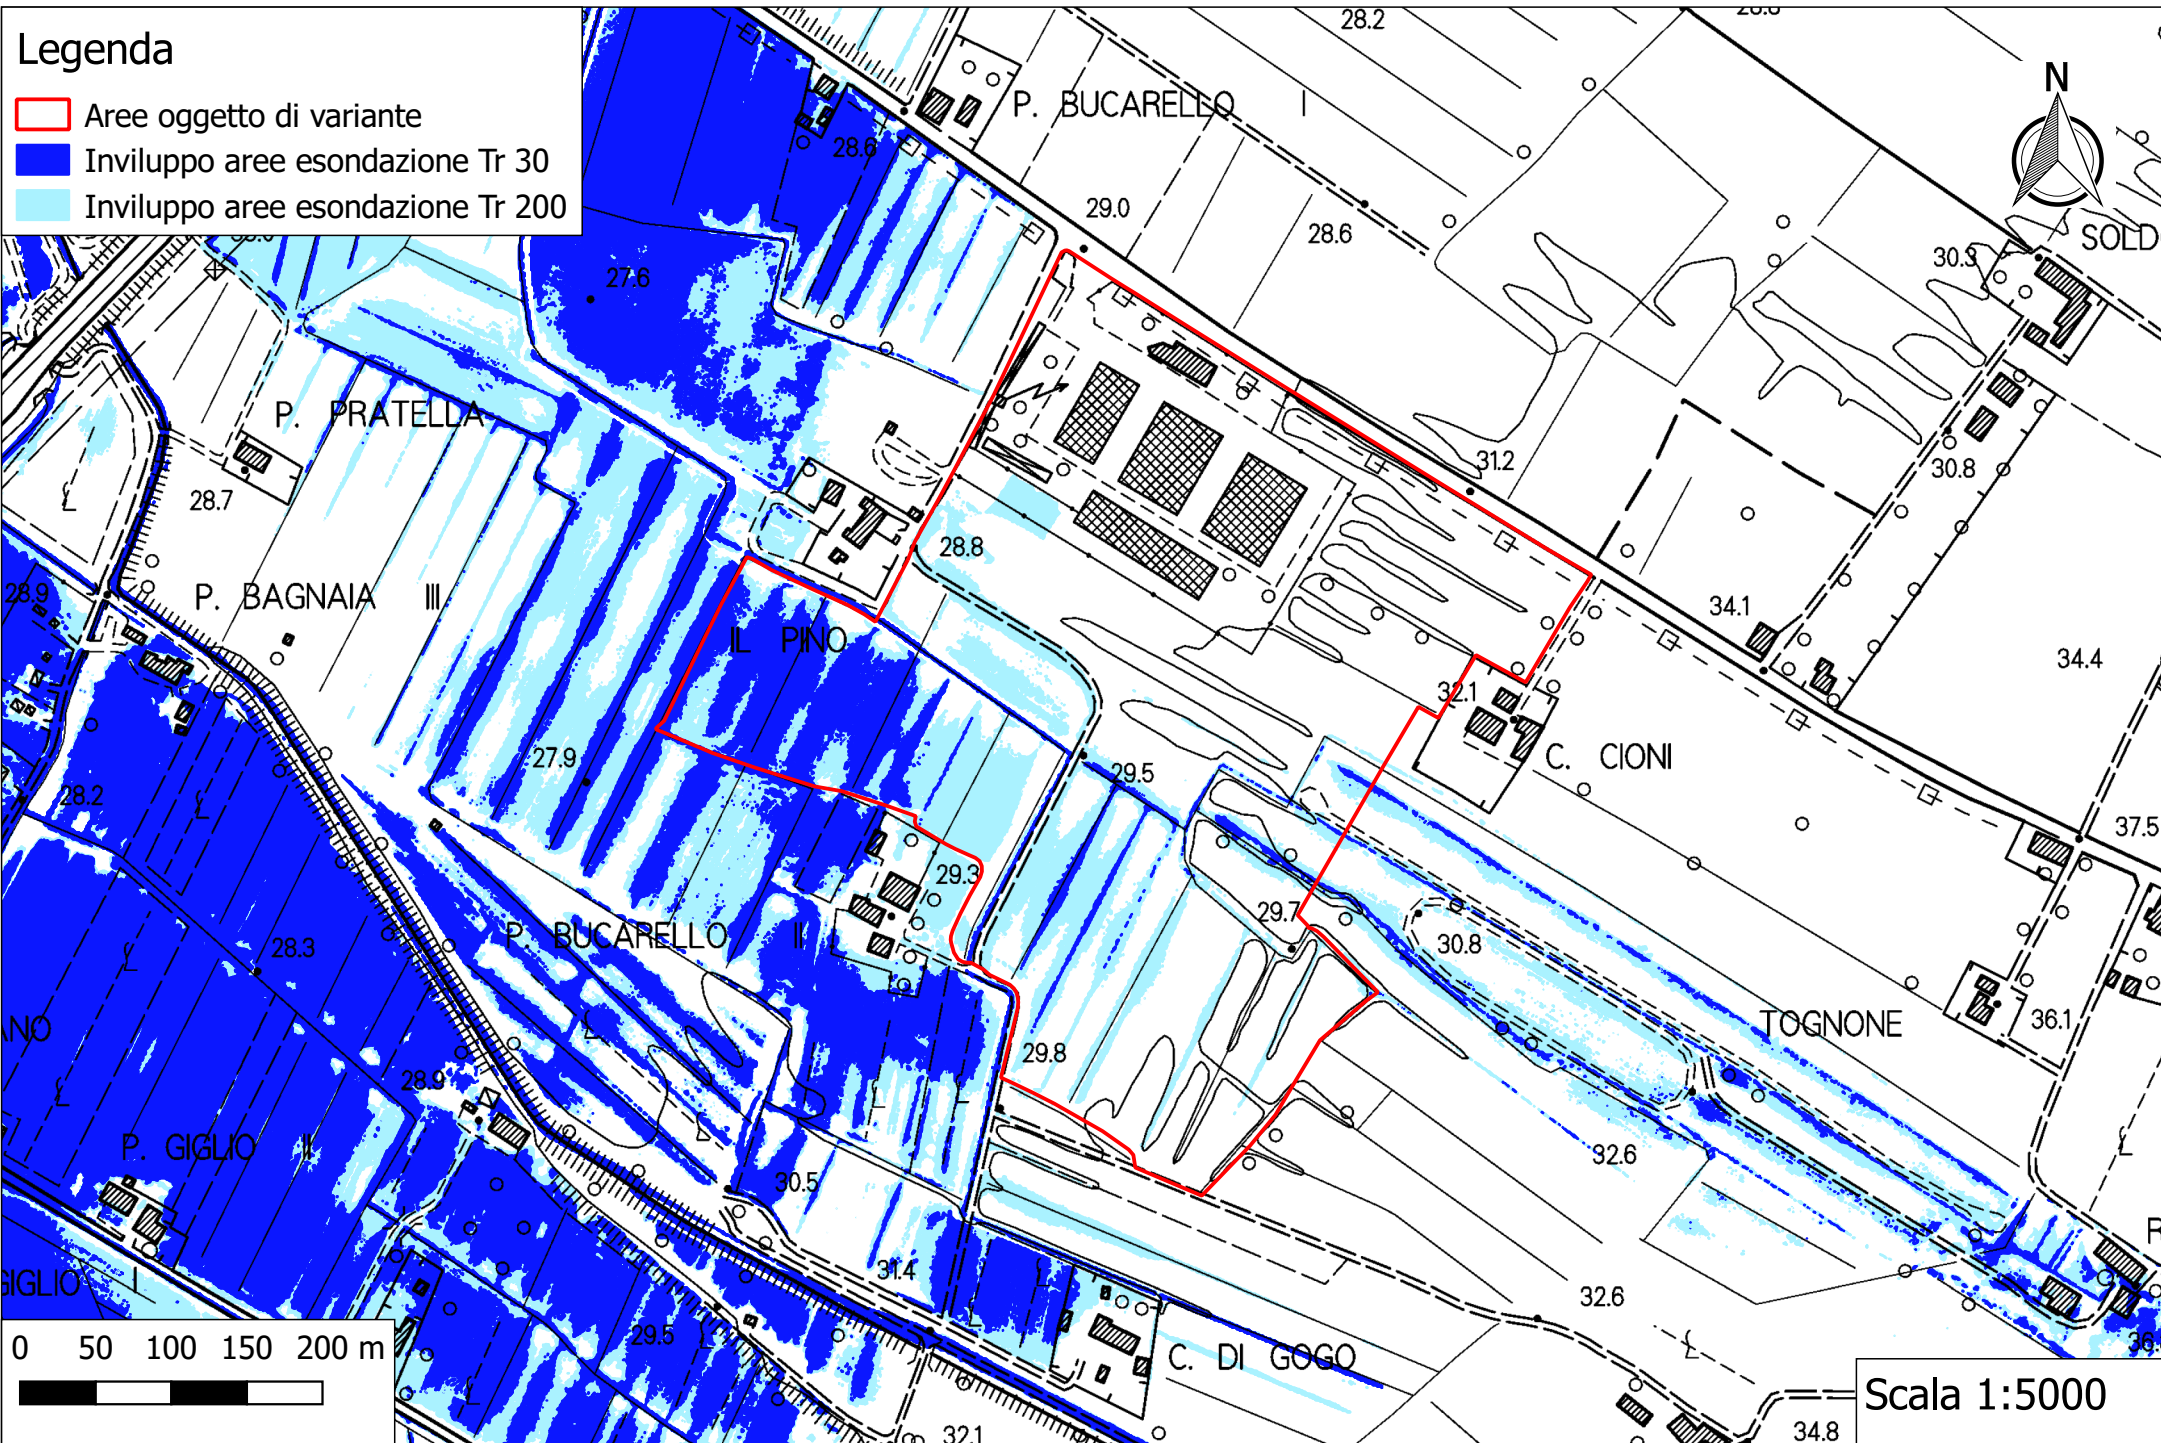 Legenda
Aree oggetto di variante
Inviluppo aree esondazione Tr 30
Inviluppo aree esondazione Tr 200
28.2
N
P. BUCARELLO I
28.6
29.0
28.6
SOLD
30.3
27.6
P. PRATELLA
31.2
30.8
28.7
28.8
28.9
P. BAGNAIA III
34.1
IL PINO
34.4
32.1
C. CIONI
27.9
29.5
28.2
37.5
29.3
29.7
P. BUCARELLO II
28.3
30.8
ANO
TOGNONE
36.1
29.8
28.9
P. GIGLIO II
32.6
30.5
R
31.4
GIGLIO I
32.6
29.5
36.
0 50 100 150 200 m
C. DI GOGO
Scala 1:5000
32.1
34.8